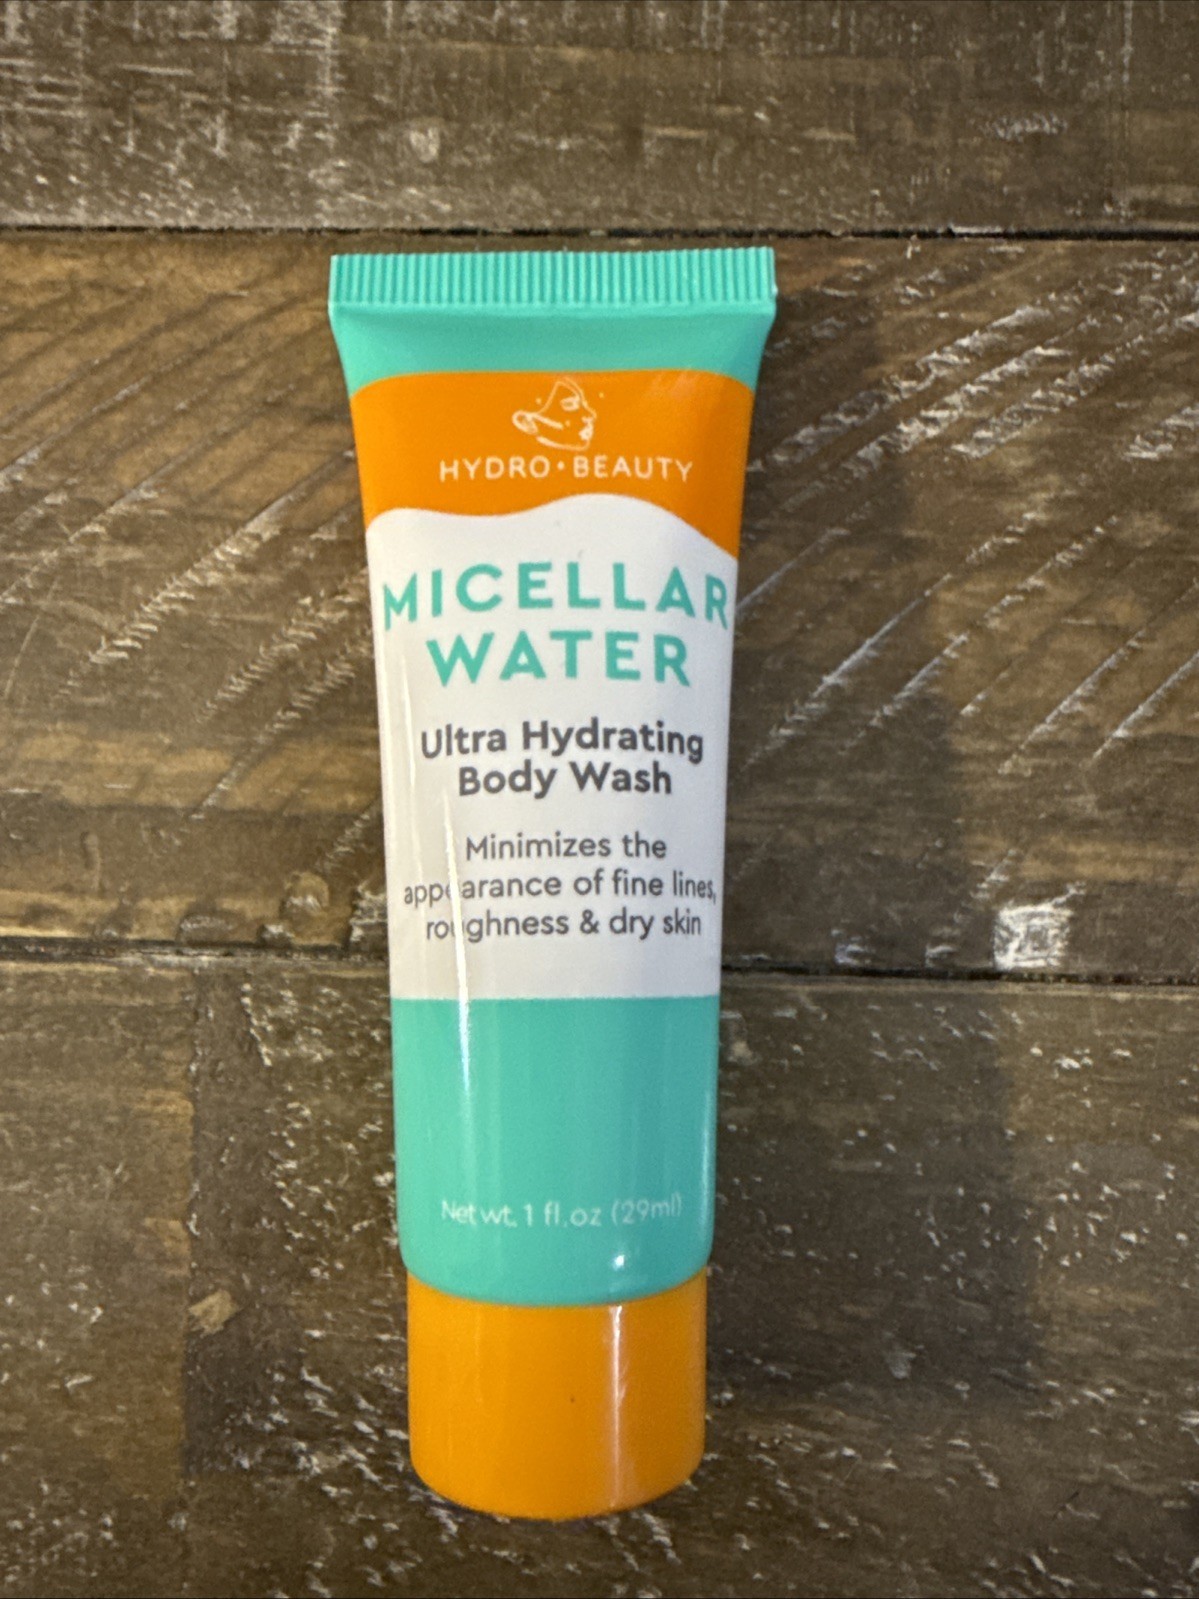 HYDRO • BEAUTY
MICELLAR
WATER
Ultra Hydrating
Body Wash
Minimizes the
appearance of fine lines,
roughness & dry skin
Net wt. 1 fl.oz (29ml)